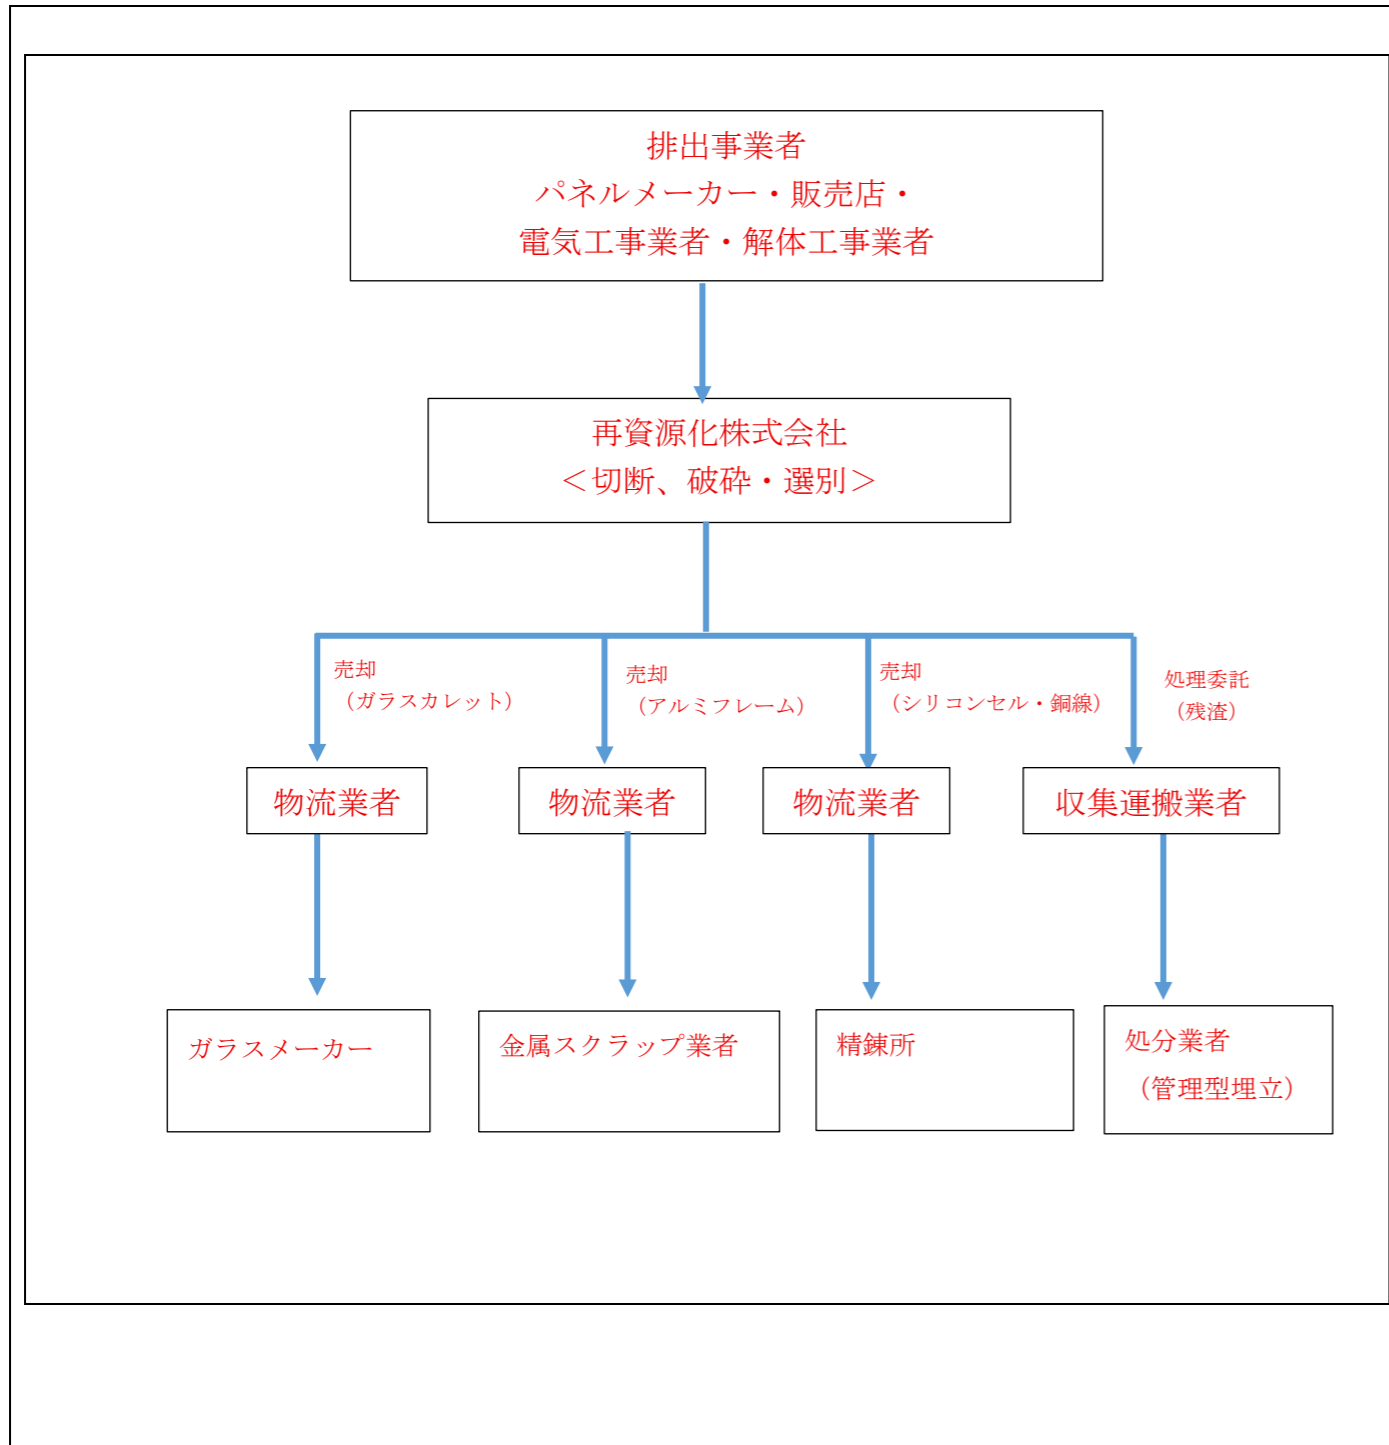 排出事業者
パネルメーカー・販売店・
電気工事業者・解体工事業者
再資源化株式会社
＜切断、破砕・選別＞
売却
（ガラスカレット）
売却
（アルミフレーム）
売却
（シリコンセル・銅線）
処理委託
（残渣）
物流業者
物流業者
物流業者
収集運搬業者
ガラスメーカー
金属スクラップ業者
精錬所
処分業者
（管理型埋立）